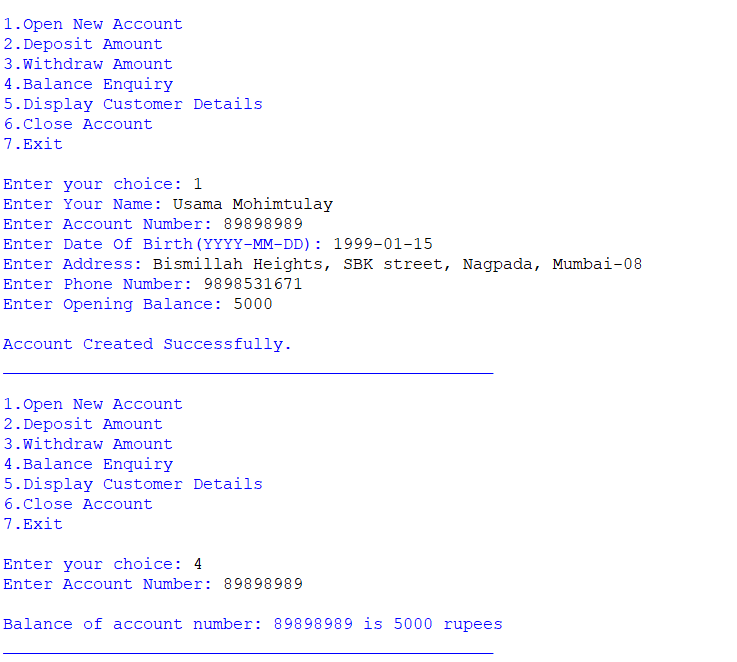 1.Open New Account
2.Deposit Amount
3.Withdraw Amount
4.Balance Enquiry
5.Display Customer Details
6.Close Account
7.Exit
Enter your choice: 1
Enter Your Name: Usama Mohimtulay
Enter Account Number: 89898989
Enter Date Of Birth(YYYY-MM-DD): 1999-01-15
Enter Address: Bismillah Heights, SBK street, Nagpada, Mumbai-08
Enter Phone Number: 9898531671
Enter Opening Balance: 5000
Account Created Successfully.
1.Open New Account
2.Deposit Amount
3.Withdraw Amount
4.Balance Enquiry
5.Display Customer Details
6.Close Account
7.Exit
Enter your choice: 4
Enter Account Number: 89898989
Balance of account number: 89898989 is 5000 rupees